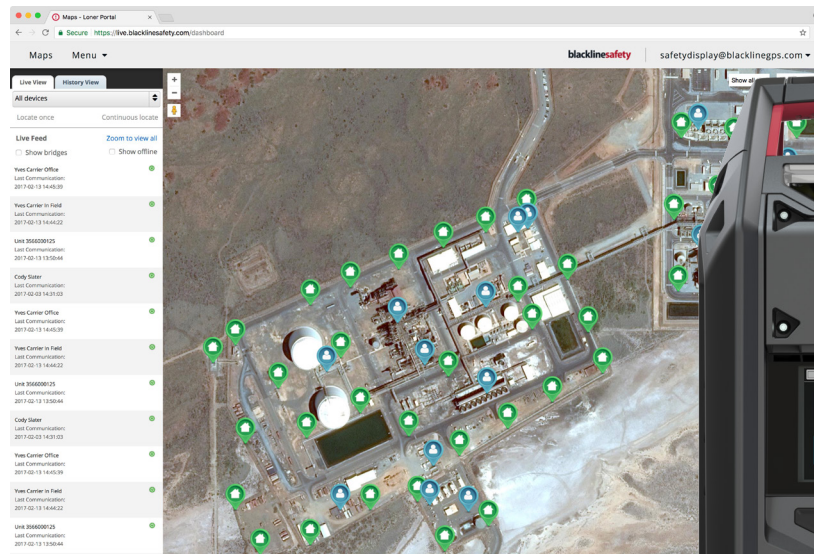 Maps - Loner Portal
Secure https://live.blacklinesafety.com/dashboard
Maps Menu blacklinesafety safetydisplay@blacklinegps.com
Live View History View
All devices
Locate once Continuous locate
Live Feed Zoom to view all
Show bridges Show offline
Yves Carrier Office
Last Communication:
2017-02-13 14:45:39
Yves Carrier In Field
Last Communication:
2017-02-13 14:44:22
Unit 3566000125
Last Communication:
2017-02-13 13:50:44
Cody Slater
Last Communication:
2017-02-03 14:31:03
Yves Carrier Office
Last Communication:
2017-02-13 14:45:39
Yves Carrier In Field
Last Communication:
2017-02-13 14:44:22
Unit 3566000125
Last Communication:
2017-02-13 13:50:44
Cody Slater
Last Communication:
2017-02-03 14:31:03
Yves Carrier Office
Last Communication:
2017-02-13 14:45:39
Yves Carrier In Field
Last Communication:
2017-02-13 14:44:22
Unit 3566000125
Last Communication:
2017-02-13 13:50:44
+
−
Show all